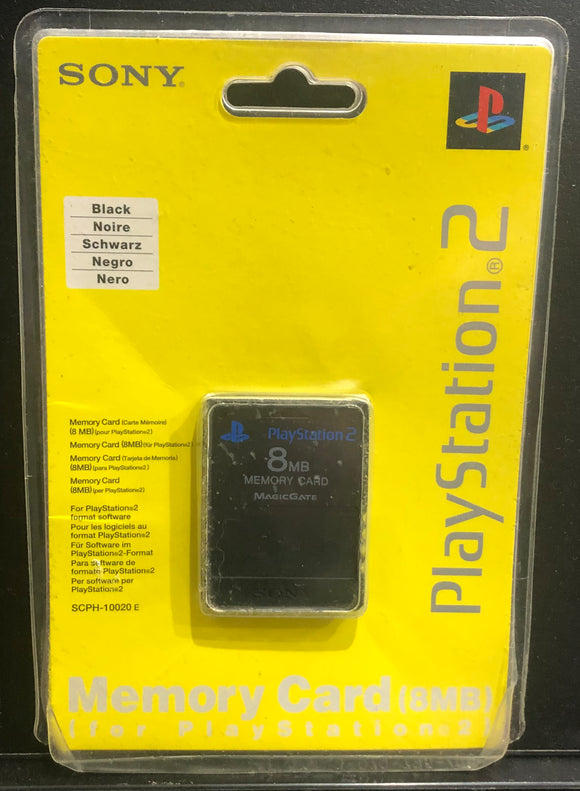 SONY®
PlayStation®2
Black
Noire
Schwarz
Negro
Nero
Memory Card (Carte Mémoire)
(8 MB) (pour PlayStation®2)
Memory Card (8MB) (für PlayStation®2)
Memory Card (Tarjeta de Memoria)
(8MB) (para PlayStation®2)
Memory Card
(8MB) (per PlayStation®2)
For PlayStation®2
format software
Pour les logiciels au
format PlayStation®2
Für Software im
PlayStation®2-Format
Para software de
formato PlayStation®2
Per software per
PlayStation®2
SCPH-10020 E
PlayStation 2
8MB
MEMORY CARD
MAGICGATE
SONY
Memory Card (8MB)
(for PlayStation®2)